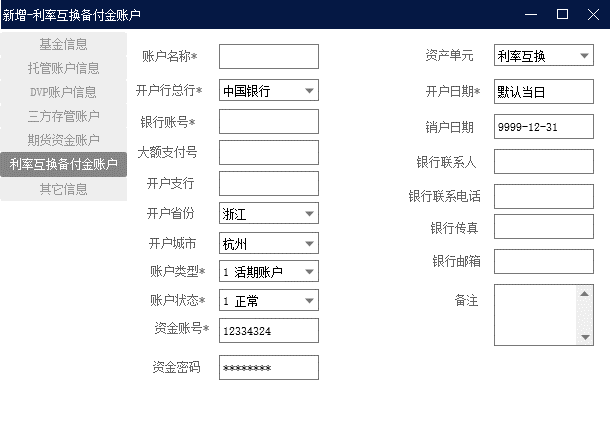 新增-利率互换备付金账户
基金信息
托管账户信息
DVP账户信息
三方存管账户
期货资金账户
利率互换备付金账户
其它信息
账户名称*
开户行总行* 中国银行
银行账号*
大额支付号
开户支行
开户省份 浙江
开户城市 杭州
账户类型* 1 活期账户
账户状态* 1 正常
资金账号* 12334324
资金密码 ********
资产单元 利率互换
开户日期* 默认当日
销户日期 9999-12-31
银行联系人
银行联系电话
银行传真
银行邮箱
备注